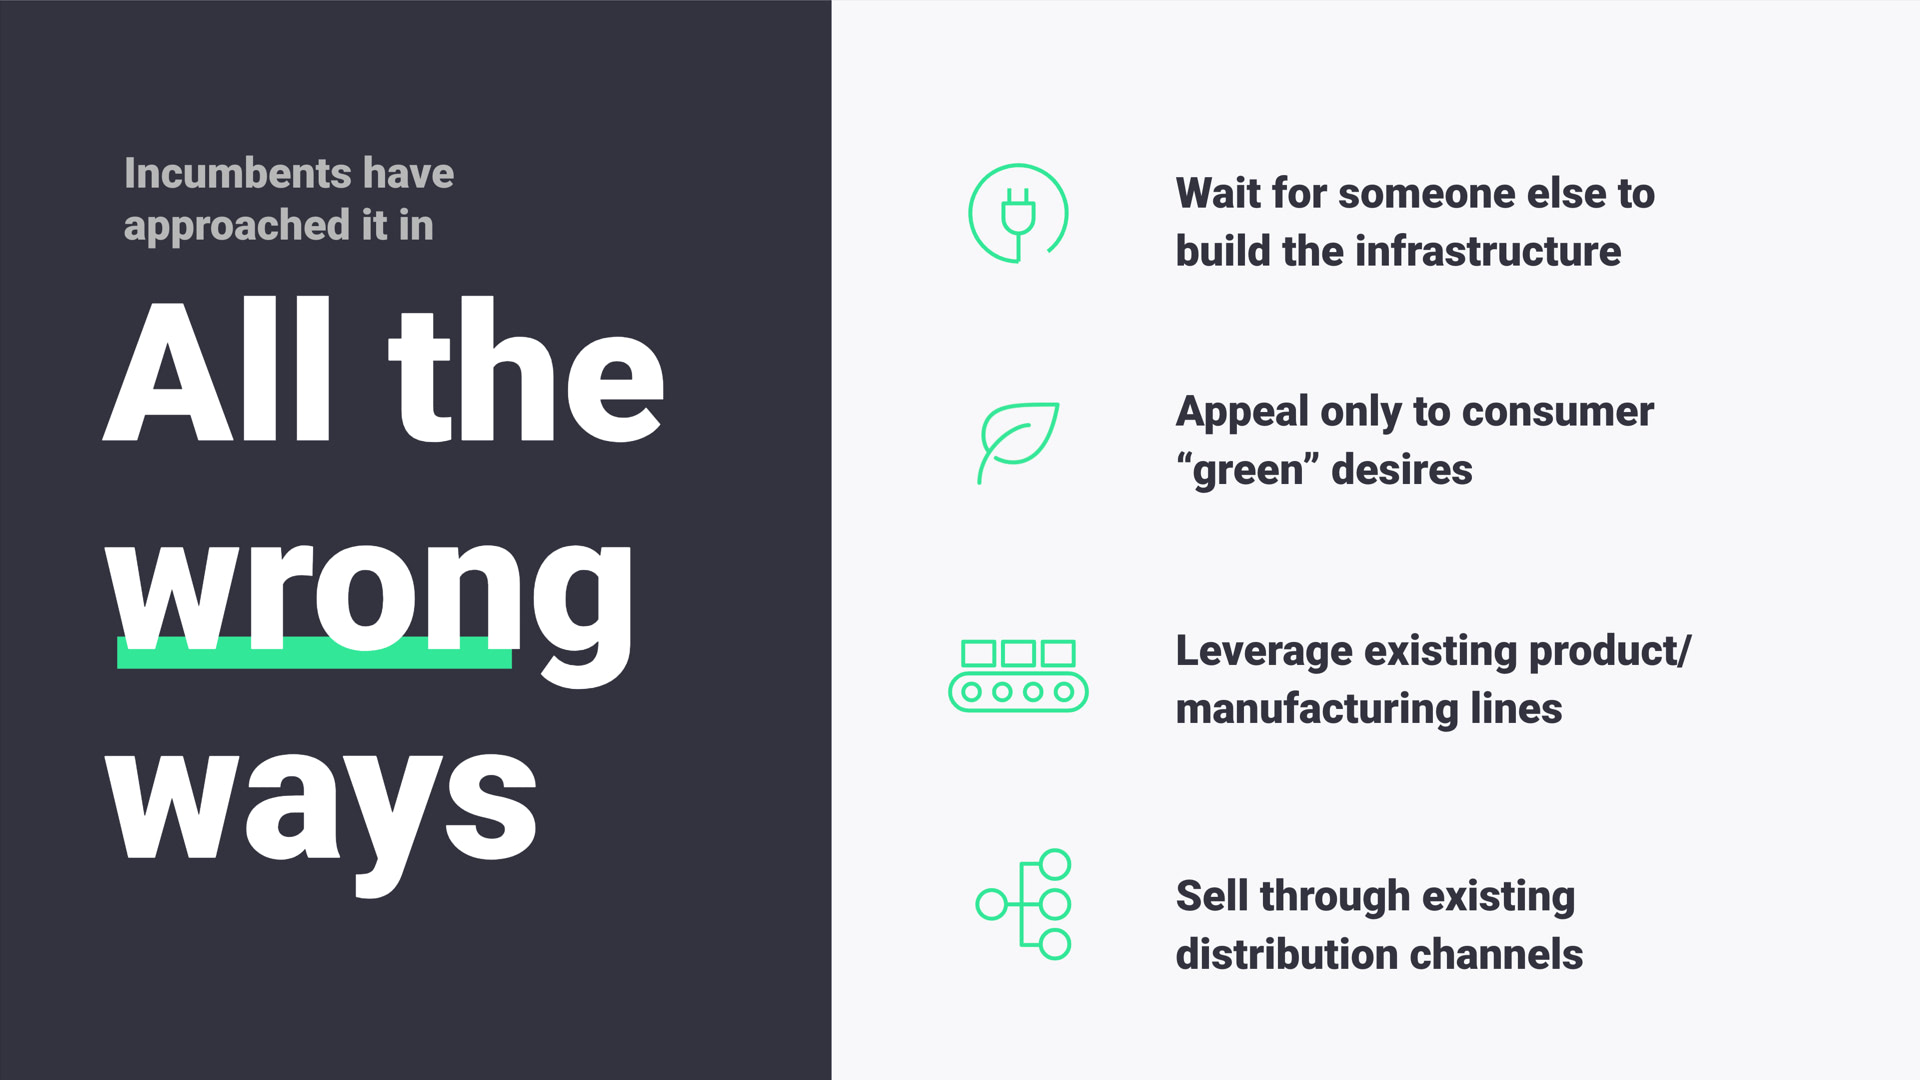 Incumbents have
approached it in
All the
wrong
ways
Wait for someone else to
build the infrastructure
Appeal only to consumer
“green” desires
Leverage existing product/
manufacturing lines
Sell through existing
distribution channels